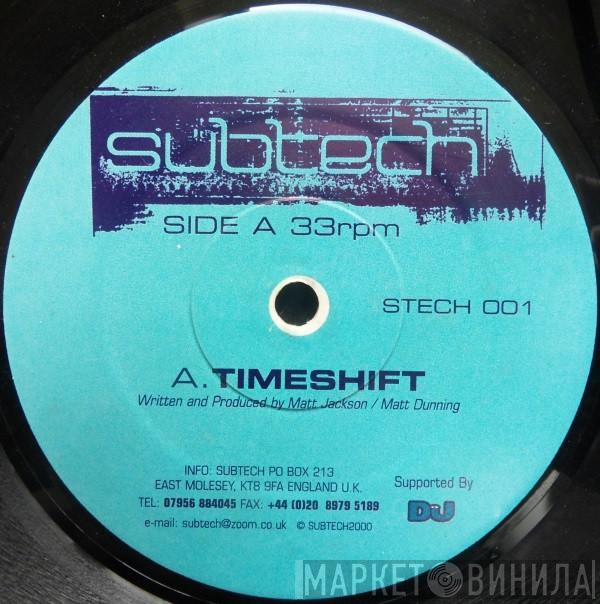 subtech
SIDE A 33rpm
STECH 001
A. TIMESHIFT
Written and Produced by Matt Jackson / Matt Dunning
INFO: SUBTECH PO BOX 213
EAST MOLESEY, KT8 9FA ENGLAND U.K.
TEL: 07956 884045 FAX: +44 (0)20 8979 5189
e-mail: subtech@zoom.co.uk © SUBTECH2000
Supported By
DJ
МАРКЕТ ВИНИЛА